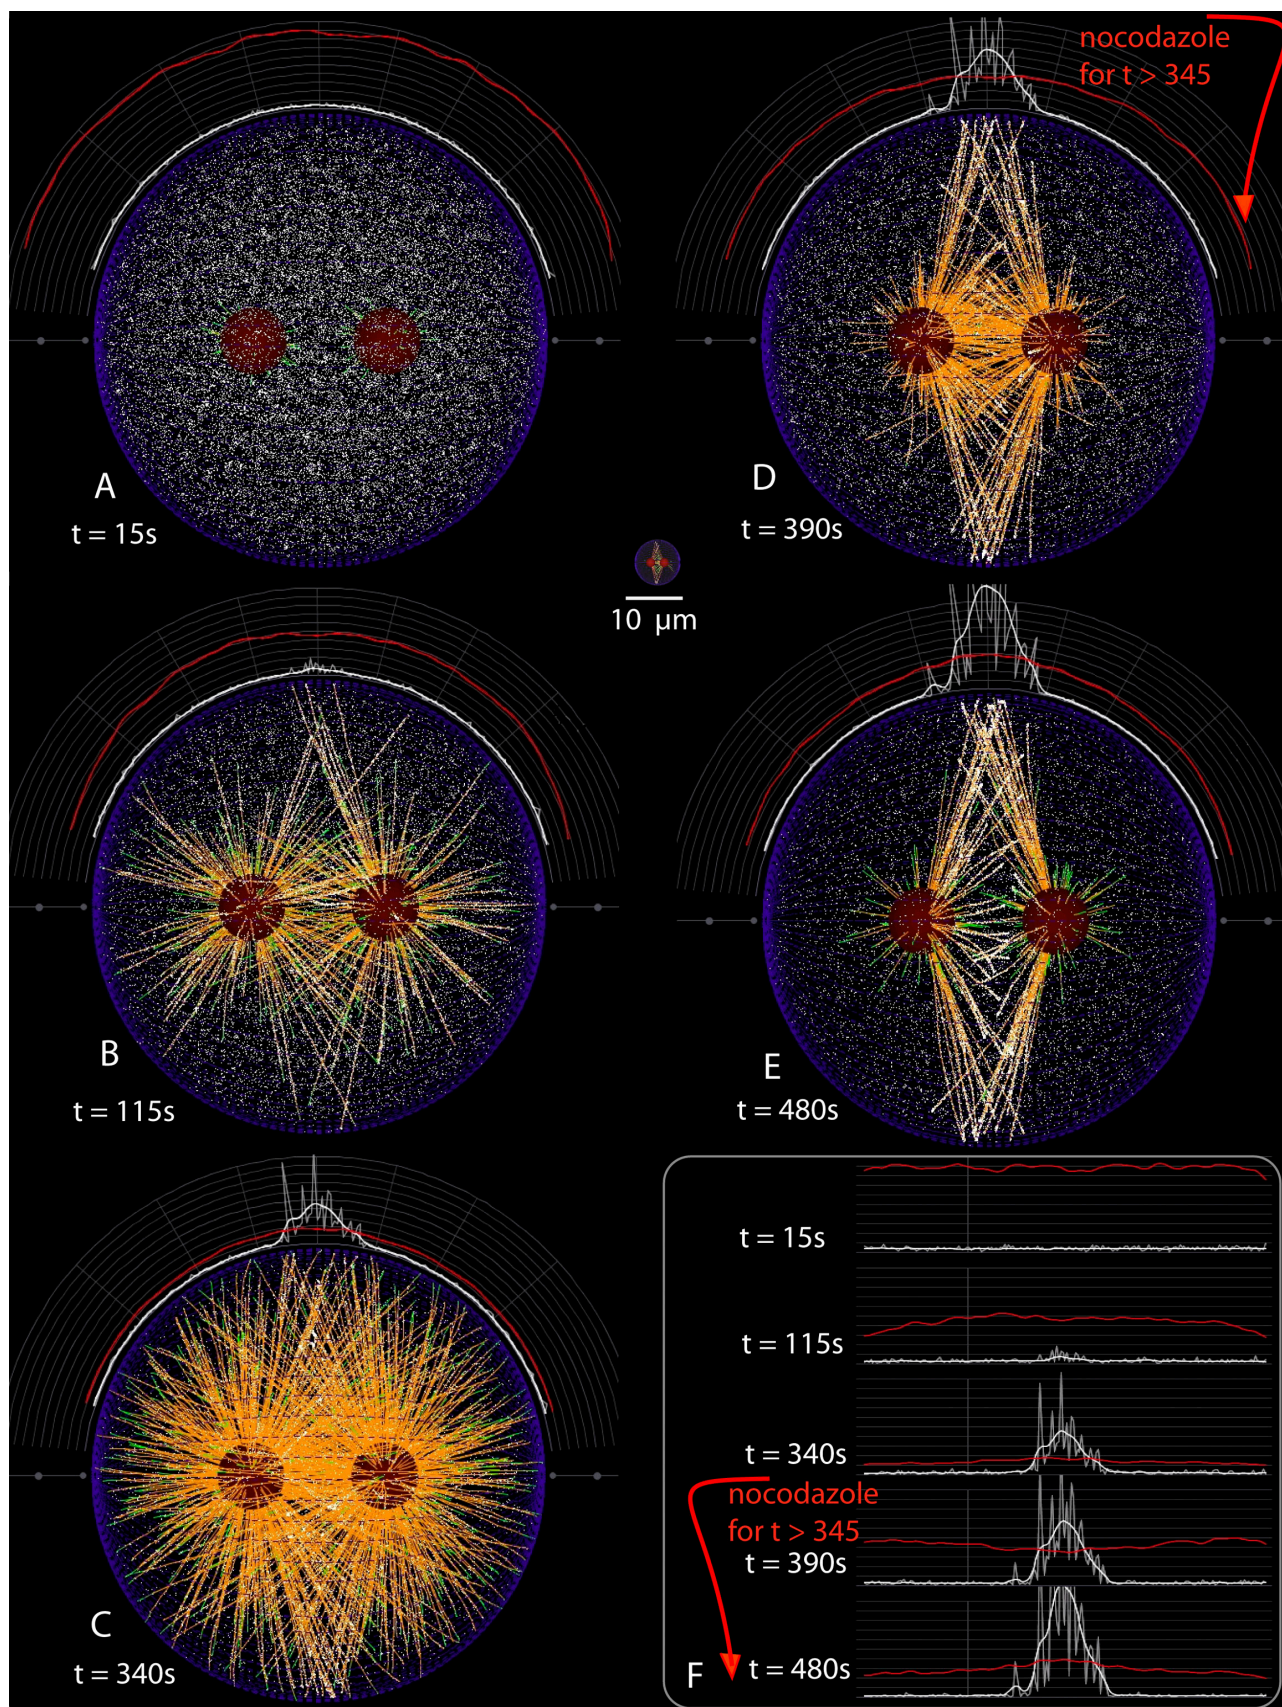 A
t = 15s
nocodazole
for t > 345
D
t = 390s
10 µm
B
t = 115s
E
t = 480s
C
t = 340s
t = 15s
t = 115s
t = 340s
nocodazole
for t > 345
t = 390s
F
t = 480s